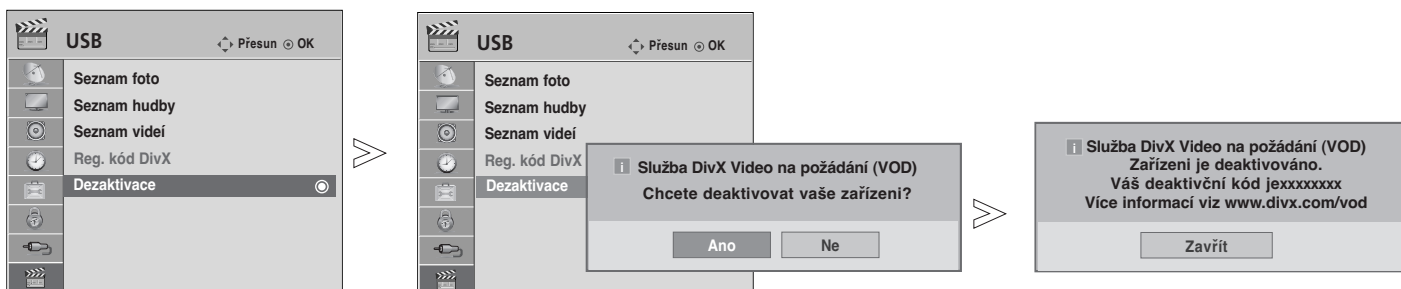 USB
Přesun OK
Seznam foto
Seznam hudby
Seznam videí
Reg. kód DivX
Dezaktivace
USB
Přesun OK
Seznam foto
Seznam hudby
Seznam videí
Reg. kód DivX
Dezaktivace
i Služba DivX Video na požádání (VOD)
Chcete deaktivovat vaše zařízeni?
Ano Ne
i Služba DivX Video na požádání (VOD)
Zařízeni je deaktivováno.
Váš deaktivční kód jexxxxxxxx
Více informací viz www.divx.com/vod
Zavřít